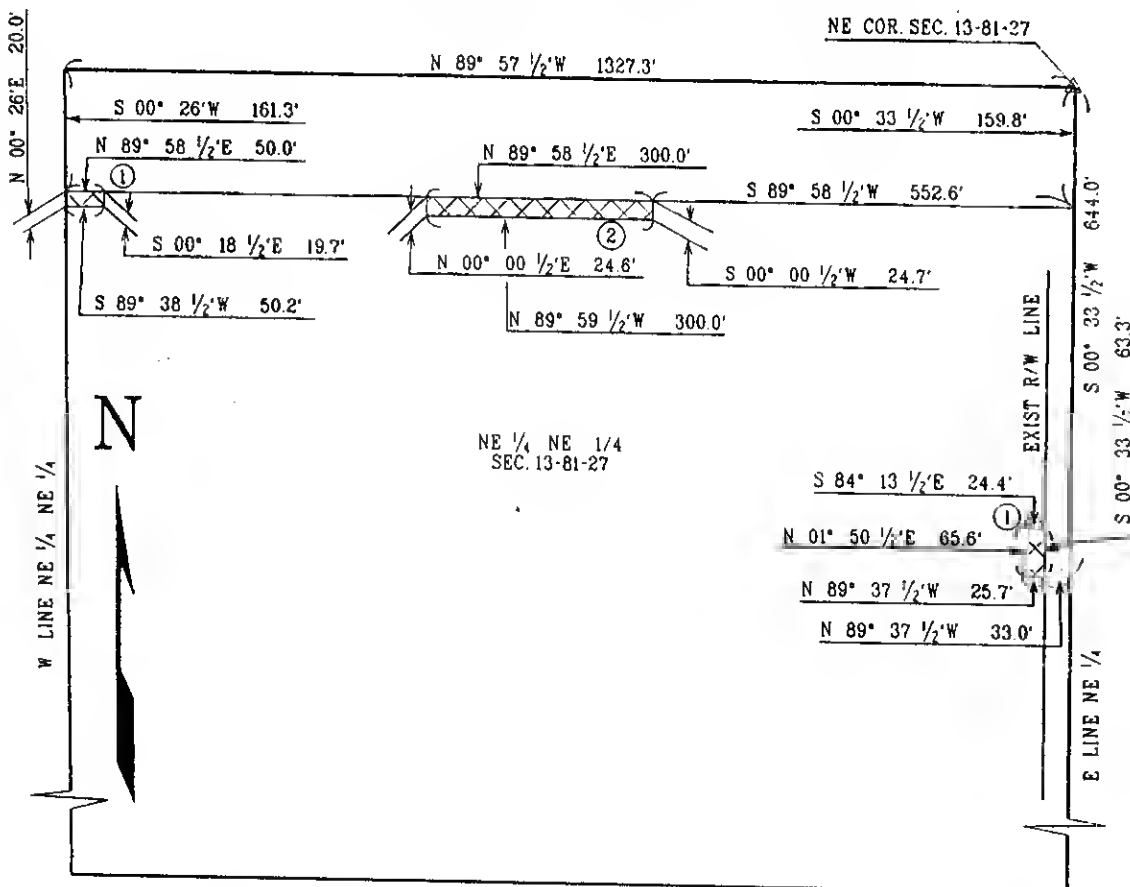 NE COR. SEC. 13-81-27
N 00° 26'E 20.0'
N 89° 57 ½'W 1327.3'
S 00° 26'W 161.3'
S 00° 33 ½'W 159.8'
N 89° 58 ½'E 50.0'
1
N 89° 58 ½'E 300.0'
S 89° 58 ½'W 552.6'
S 00° 33 ½'W 644.0'
2
S 00° 18 ½'E 19.7'
N 00° 00 ½'E 24.6'
S 00° 00 ½'W 24.7'
S 89° 38 ½'W 50.2'
N 89° 59 ½'W 300.0'
EXIST R/W LINE
S 00° 33 ½'W 63.3'
N
NE ¼ NE 1/4
SEC. 13-81-27
W LINE NE ¼ NE ¼
S 84° 13 ½'E 24.4'
1
N 01° 50 ½'E 65.6'
N 89° 37 ½'W 25.7'
N 89° 37 ½'W 33.0'
E LINE NE ¼